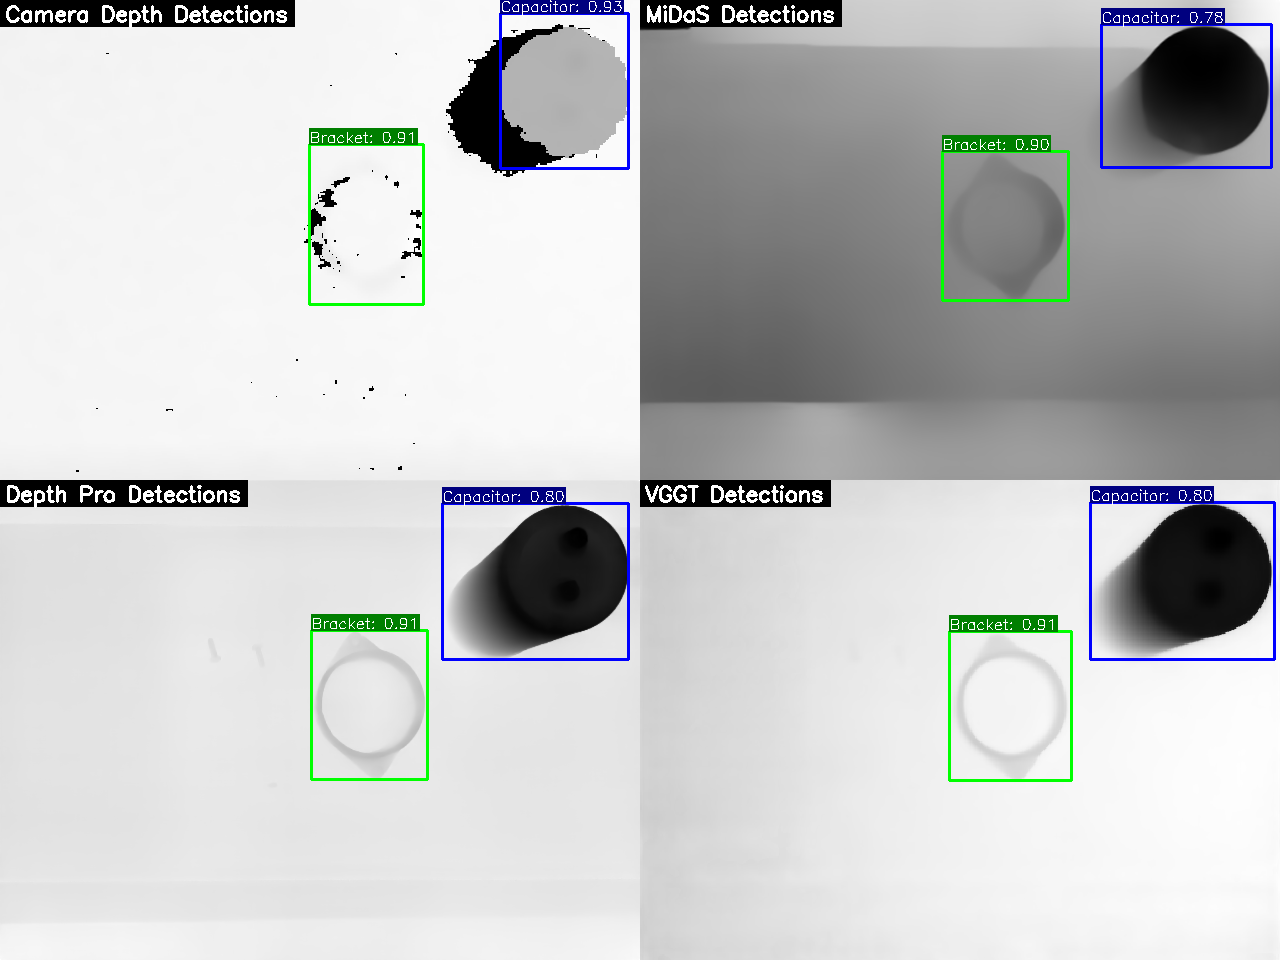 Camera Depth Detections
Capacitor: 0.93
Bracket: 0.91
MiDaS Detections
Capacitor: 0.78
Bracket: 0.90
Depth Pro Detections
Capacitor: 0.80
Bracket: 0.91
VGGT Detections
Capacitor: 0.80
Bracket: 0.91